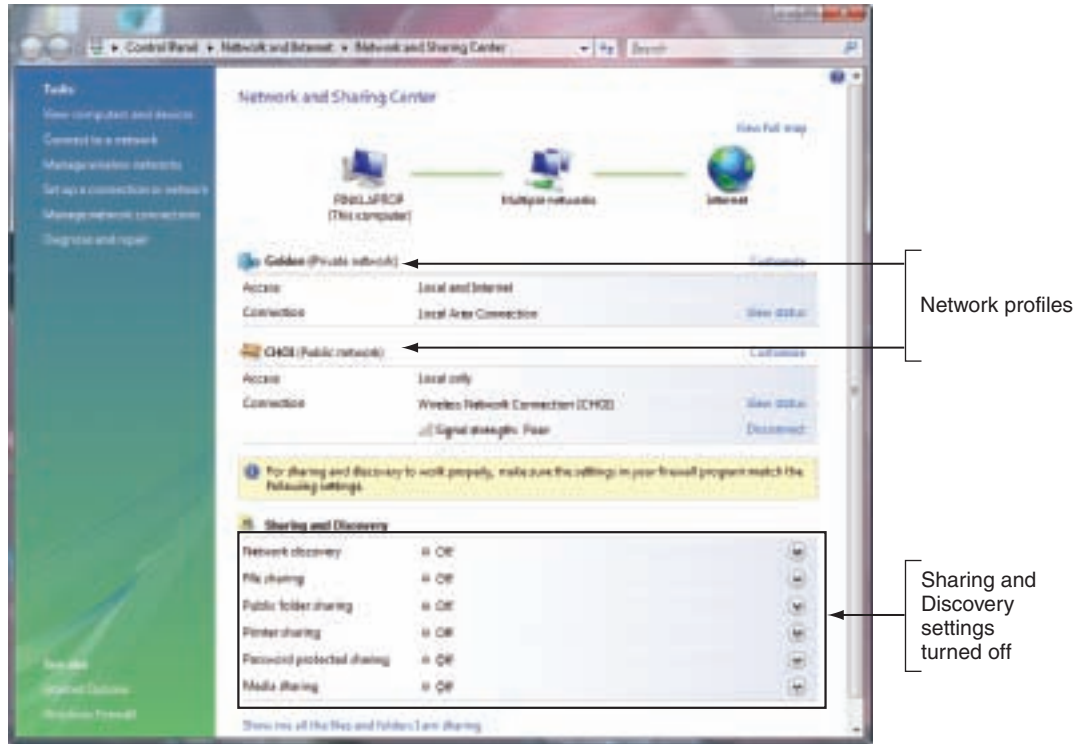 Control Panel ▸ Network and Internet ▸ Network and Sharing Center
Search
Tasks
View computers and devices
Connect to a network
Manage wireless networks
Set up a connection or network
Manage network connections
Diagnose and repair
See also
Internet Options
Windows Firewall
Network and Sharing Center
View full map
(This computer)
Multiple networks
Internet
Golden (Private network)
Customize
Access
Local and Internet
Connection
Local Area Connection
View status
CHOI (Public network)
Customize
Access
Local only
Connection
Wireless Network Connection (CHOI)
View status
Signal strength: Poor
Disconnect
For sharing and discovery to work properly, make sure the settings in your firewall program match the
following settings.
Sharing and Discovery
Network discovery
Off
File sharing
Off
Public folder sharing
Off
Printer sharing
Off
Password protected sharing
Off
Media sharing
Off
Show me all the files and folders I am sharing
Network profiles
Sharing and
Discovery
settings
turned off